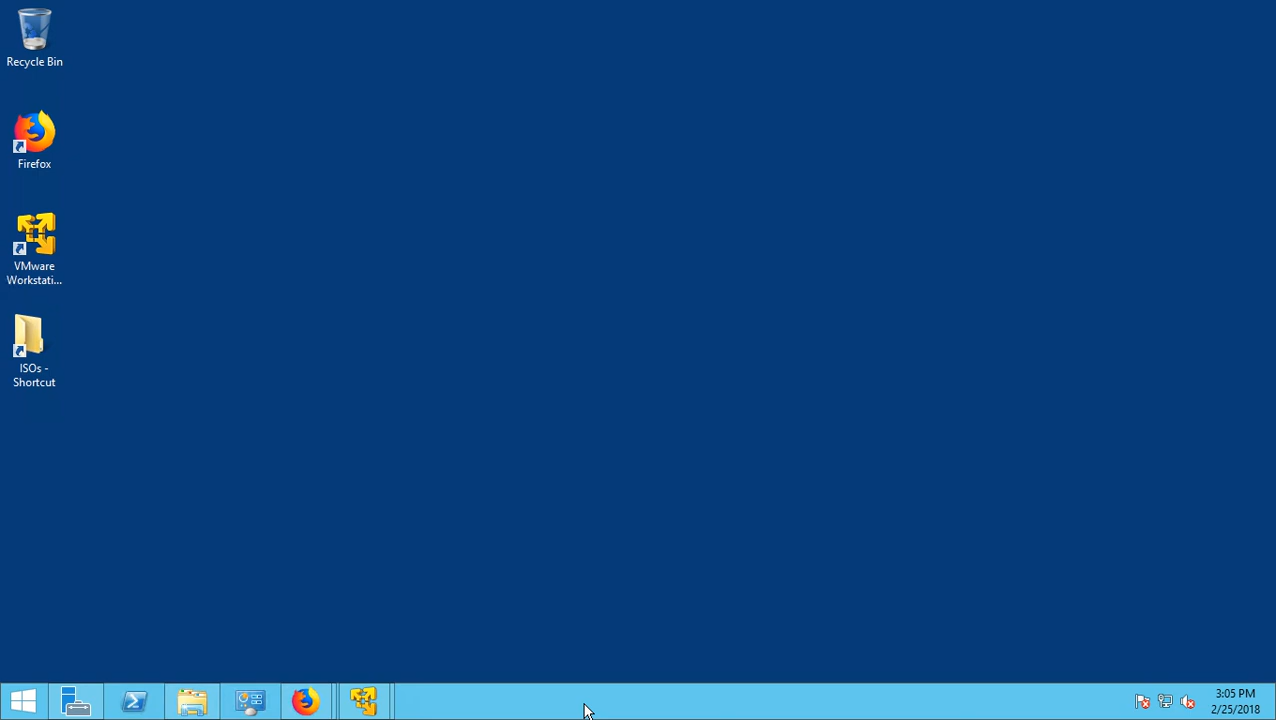 Recycle Bin
Firefox
VMware
Workstati...
ISOs -
Shortcut
3:05 PM
2/25/2018